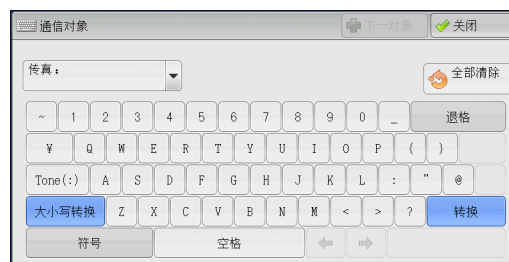 通信对象 下一对象 关闭
传真： 全部清除
~ 1 2 3 4 5 6 7 8 9 0 _ 退格
¥ Q W E R T Y U I O P { }
Tone(:) A S D F G H J K L : " @
大小写转换 Z X C V B N M < > ? 转换
符号 空格